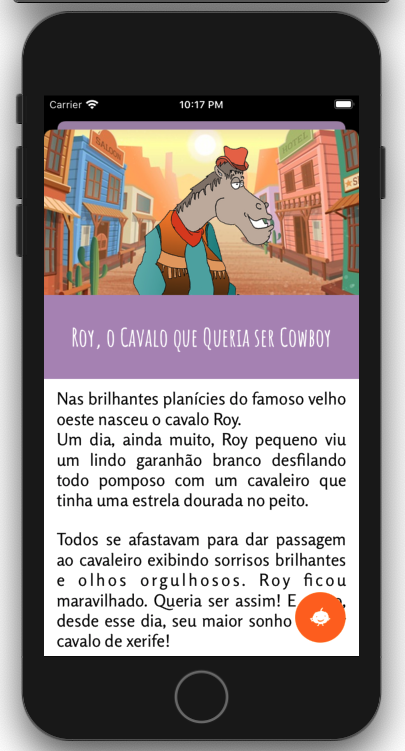 Carrier
10:17 PM
SALOON
HOTEL
Roy, o Cavalo que Queria ser Cowboy
Nas brilhantes planícies do famoso velho
oeste nasceu o cavalo Roy.
Um dia, ainda muito, Roy pequeno viu
um lindo garanhão branco desfilando
todo pomposo com um cavaleiro que
tinha uma estrela dourada no peito.
Todos se afastavam para dar passagem
ao cavaleiro exibindo sorrisos brilhantes
e olhos orgulhosos. Roy ficou
maravilhado. Queria ser assim! E
desde esse dia, seu maior sonho
cavalo de xerife!